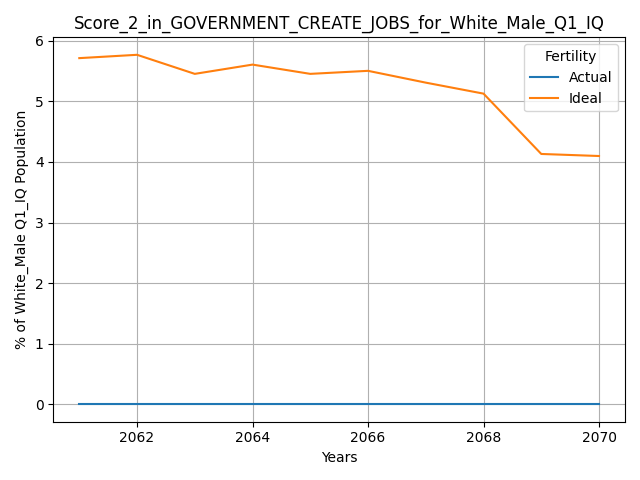 Score_2_in_GOVERNMENT_CREATE_JOBS_for_White_Male_Q1_IQ
Fertility
Actual
Ideal
% of White_Male Q1_IQ Population
6
5
4
3
2
1
0
2062 2064 2066 2068 2070
Years